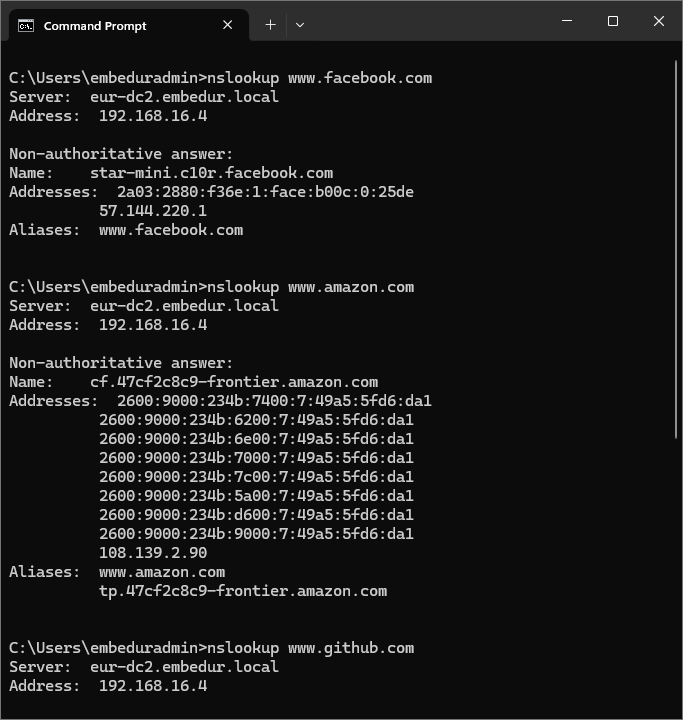 Command Prompt
C:\Users\embeduradmin>nslookup www.facebook.com
Server:  eur-dc2.embedur.local
Address:  192.168.16.4
Non-authoritative answer:
Name:    star-mini.c10r.facebook.com
Addresses:  2a03:2880:f36e:1:face:b00c:0:25de
57.144.220.1
Aliases:  www.facebook.com
C:\Users\embeduradmin>nslookup www.amazon.com
Server:  eur-dc2.embedur.local
Address:  192.168.16.4
Non-authoritative answer:
Name:    cf.47cf2c8c9-frontier.amazon.com
Addresses:  2600:9000:234b:7400:7:49a5:5fd6:da1
2600:9000:234b:6200:7:49a5:5fd6:da1
2600:9000:234b:6e00:7:49a5:5fd6:da1
2600:9000:234b:7000:7:49a5:5fd6:da1
2600:9000:234b:7c00:7:49a5:5fd6:da1
2600:9000:234b:5a00:7:49a5:5fd6:da1
2600:9000:234b:d600:7:49a5:5fd6:da1
2600:9000:234b:9000:7:49a5:5fd6:da1
108.139.2.90
Aliases:  www.amazon.com
tp.47cf2c8c9-frontier.amazon.com
C:\Users\embeduradmin>nslookup www.github.com
Server:  eur-dc2.embedur.local
Address:  192.168.16.4